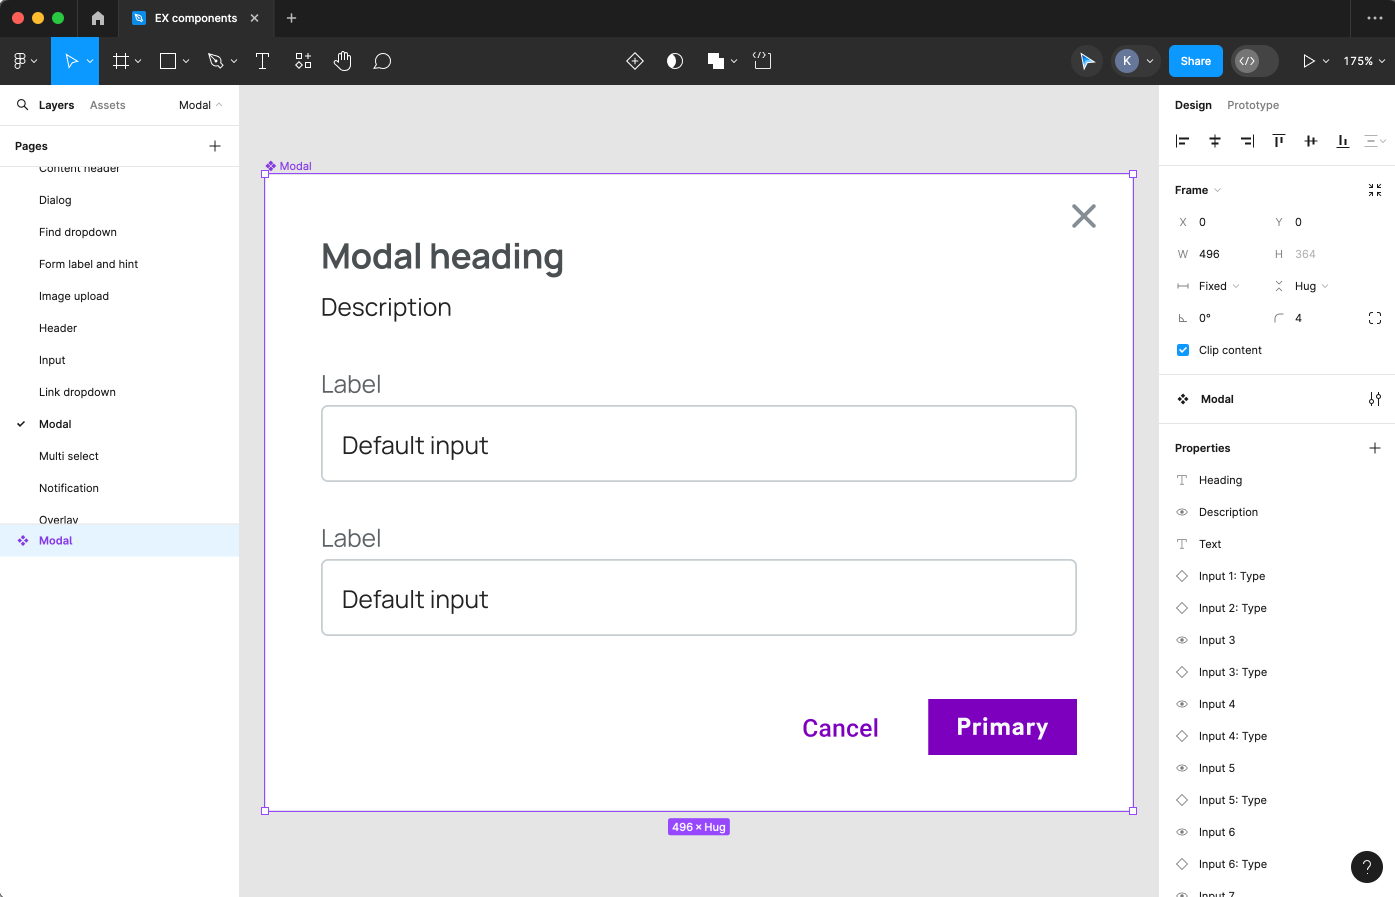 EX components
K
Share
175%
Layers
Assets
Modal
Pages
Content header
Dialog
Find dropdown
Form label and hint
Image upload
Header
Input
Link dropdown
Modal
Multi select
Notification
Overlay
Modal
Modal
Modal heading
Description
Label
Default input
Label
Default input
Cancel
Primary
496 × Hug
Design
Prototype
Frame
X 0
Y 0
W 496
H 364
Fixed
Hug
0°
4
Clip content
Modal
Properties
Heading
Description
Text
Input 1: Type
Input 2: Type
Input 3
Input 3: Type
Input 4
Input 4: Type
Input 5
Input 5: Type
Input 6
Input 6: Type
Input 7
?